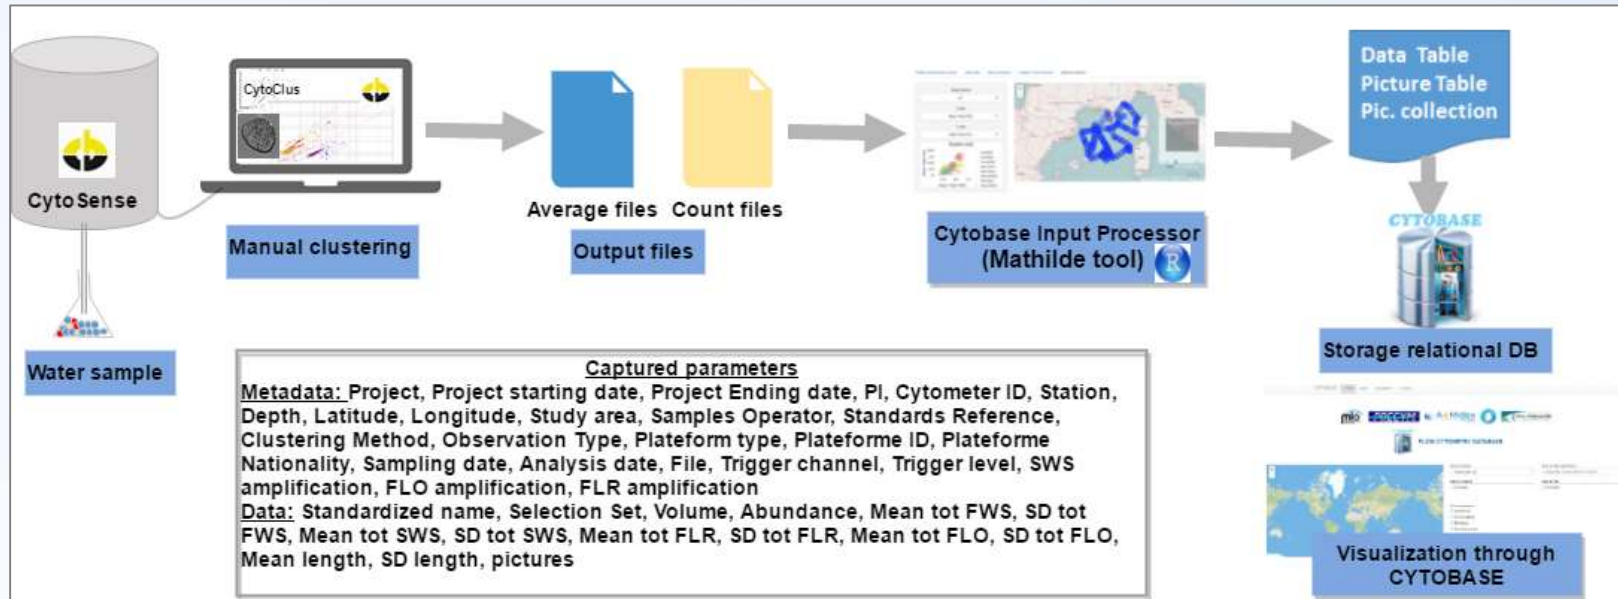 CytoSense
Water sample
CytoClus
Manual clustering
Average files
Count files
Output files
Cytobase Input Processor
(Mathilde tool)
R
Data Table
Picture Table
Pic. collection
CYTOBASE
Storage relational DB
mio
FLOW CYTOMETRY DATABASE
Visualization through
CYTOBASE
Captured parameters
Metadata: Project, Project starting date, Project Ending date, PI, Cytometer ID, Station,
Depth, Latitude, Longitude, Study area, Samples Operator, Standards Reference,
Clustering Method, Observation Type, Plateform type, Plateforme ID, Plateforme
Nationality, Sampling date, Analysis date, File, Trigger channel, Trigger level, SWS
amplification, FLO amplification, FLR amplification
Data: Standardized name, Selection Set, Volume, Abundance, Mean tot FWS, SD tot
FWS, Mean tot SWS, SD tot SWS, Mean tot FLR, SD tot FLR, Mean tot FLO, SD tot FLO,
Mean length, SD length, pictures